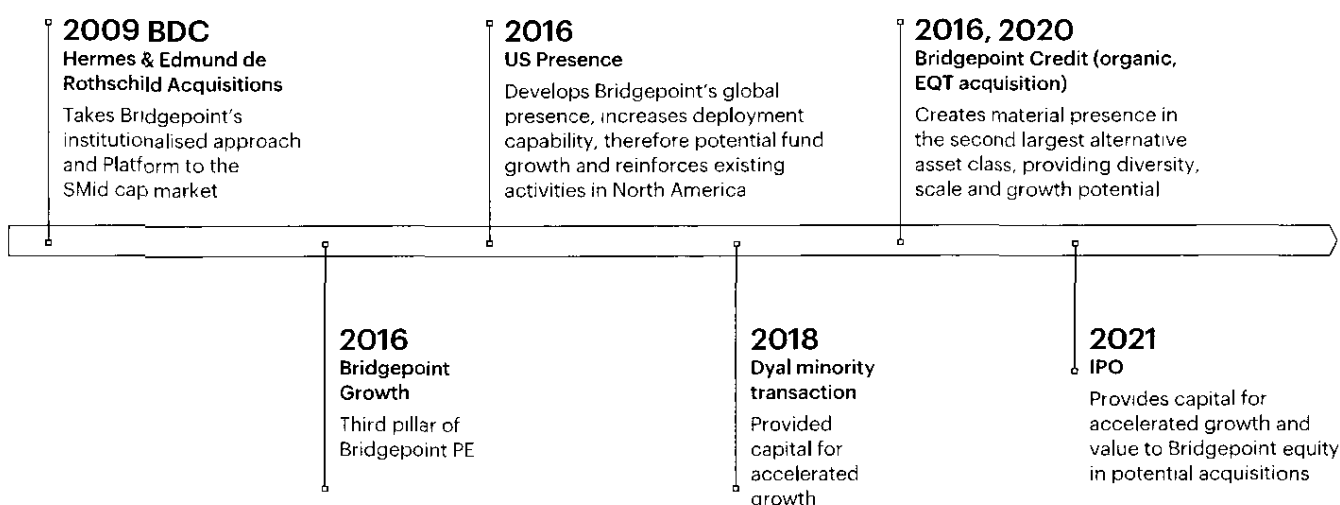 2009 BDC
Hermes & Edmund de
Rothschild Acquisitions
Takes Bridgepoint's
institutionalised approach
and Platform to the
SMid cap market
2016
US Presence
Develops Bridgepoint's global
presence, increases deployment
capability, therefore potential fund
growth and reinforces existing
activities in North America
2016, 2020
Bridgepoint Credit (organic,
EQT acquisition)
Creates material presence in
the second largest alternative
asset class, providing diversity,
scale and growth potential
2016
Bridgepoint
Growth
Third pillar of
Bridgepoint PE
2018
Dyal minority
transaction
Provided
capital for
accelerated
growth
2021
IPO
Provides capital for
accelerated growth and
value to Bridgepoint equity
in potential acquisitions